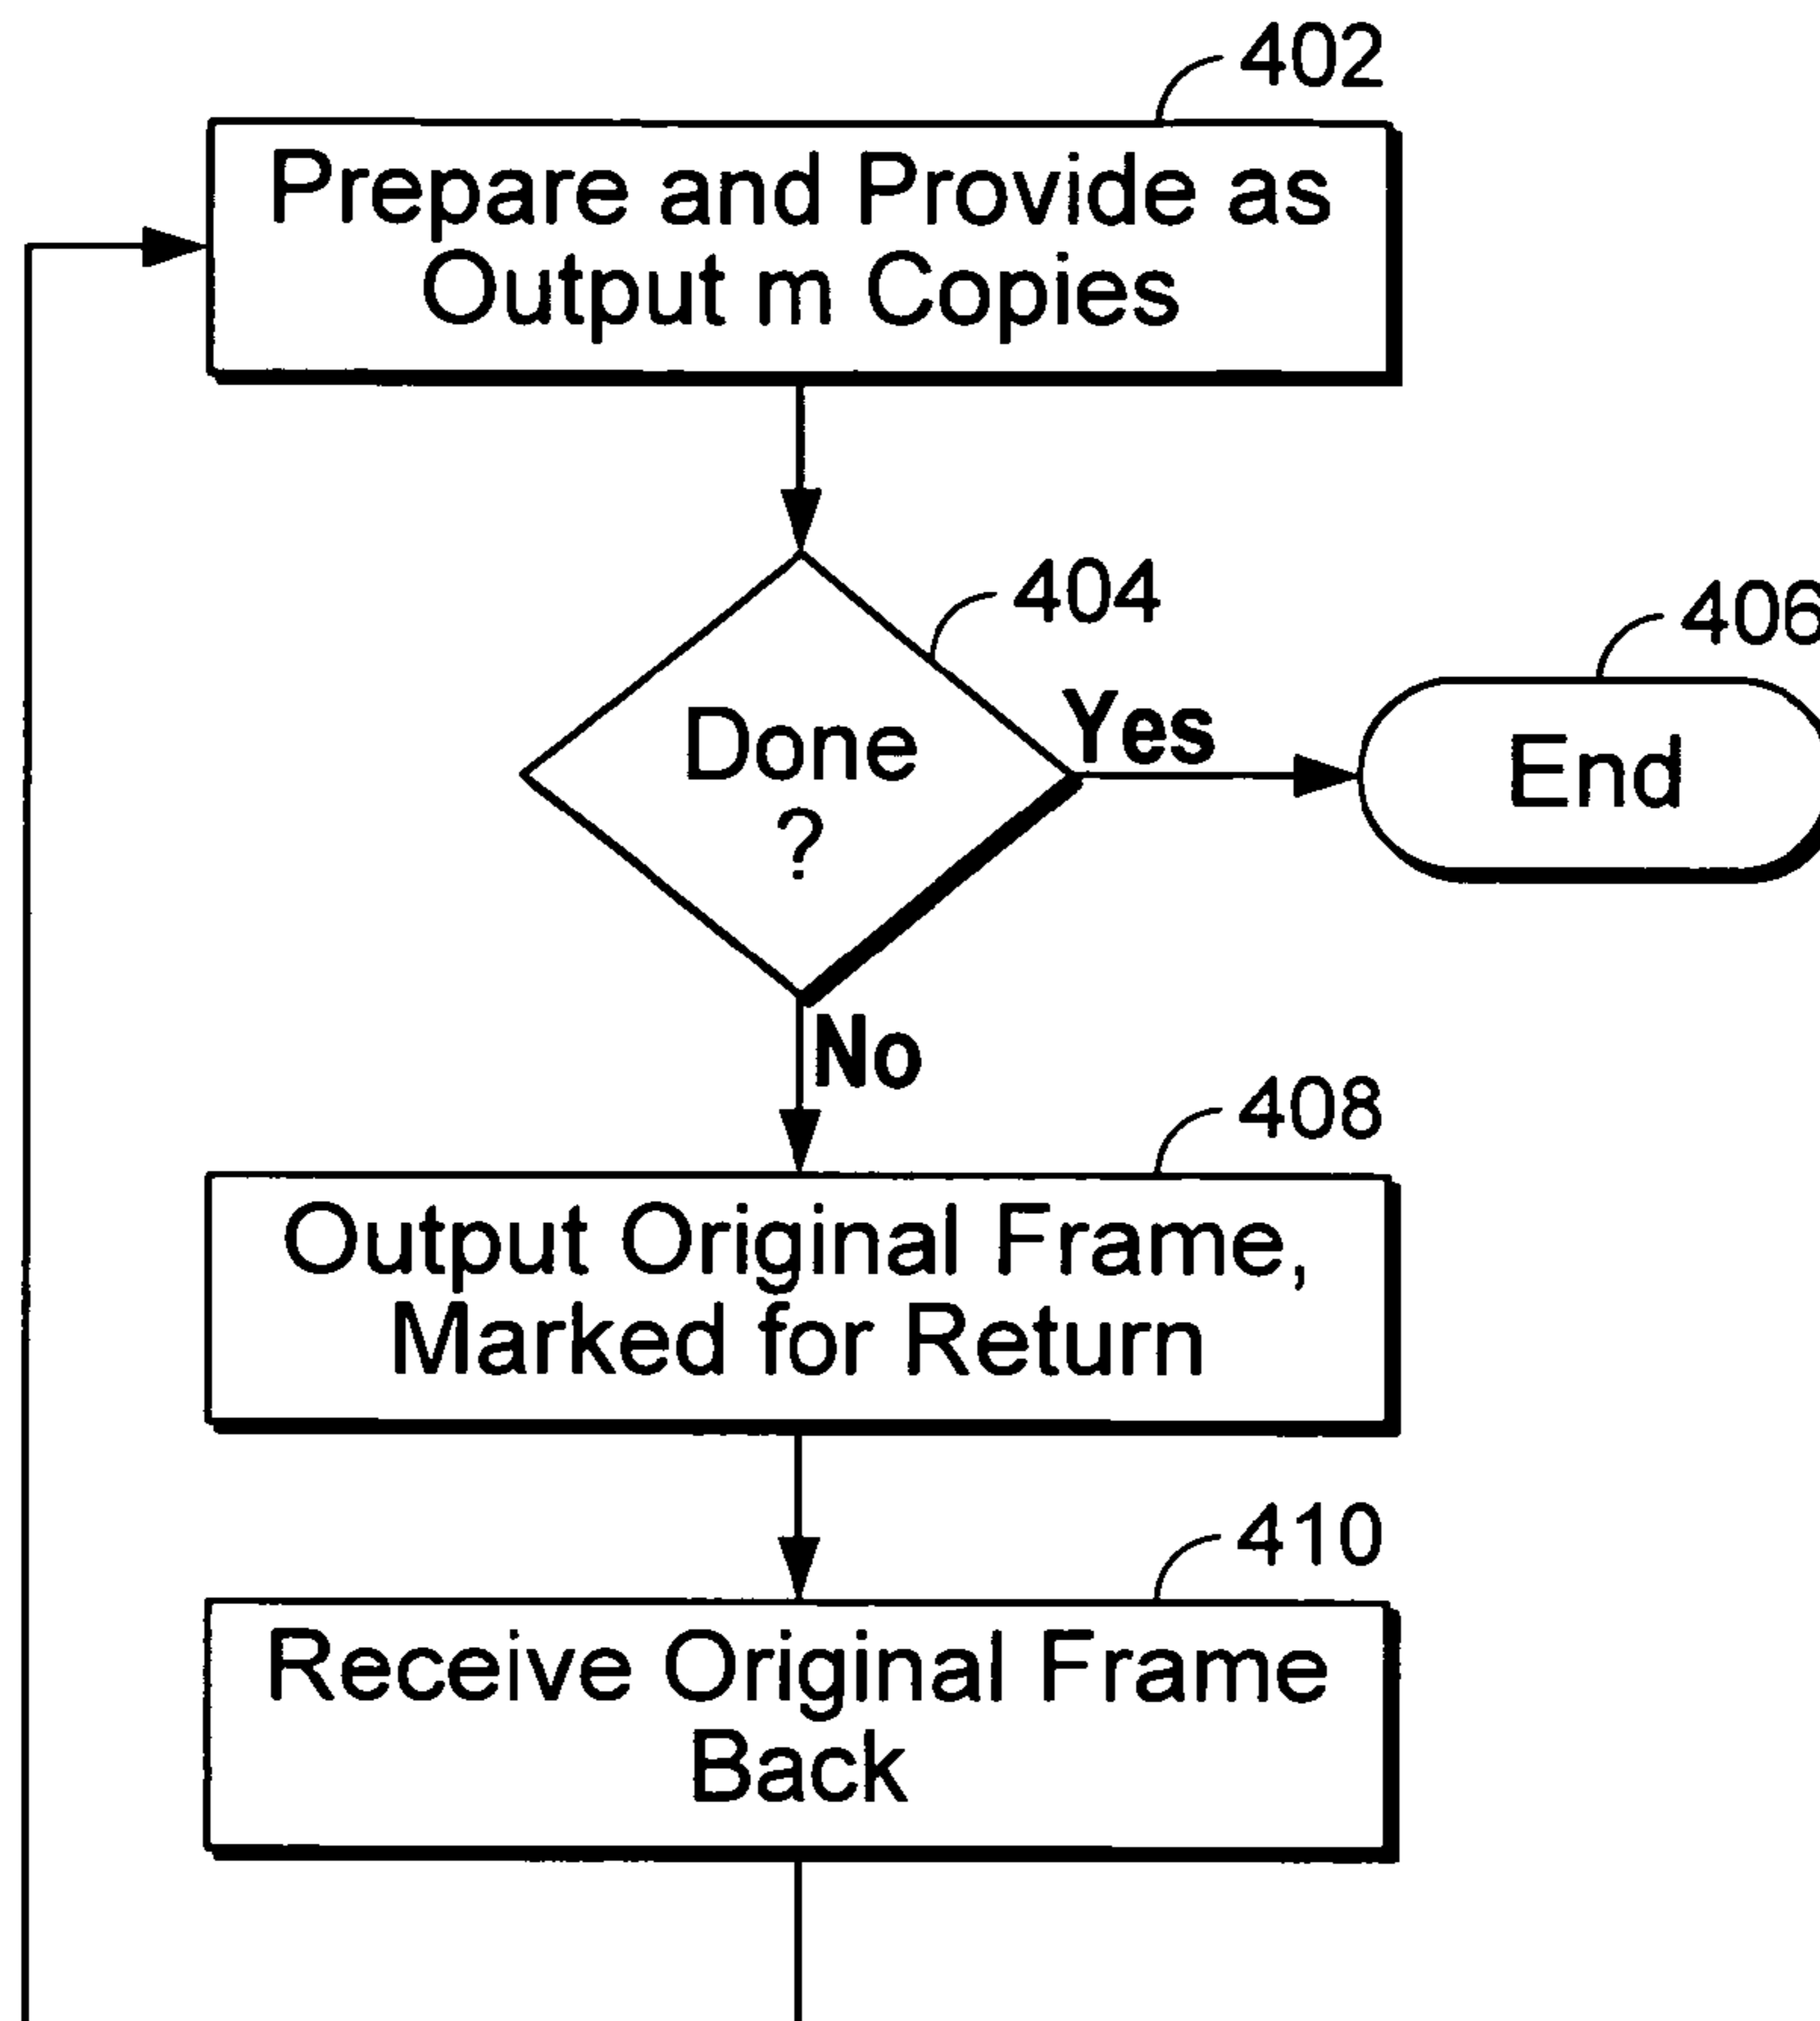 402
Prepare and Provide as
Output m Copies
404
406
Done
?
Yes
End
No
408
Output Original Frame,
Marked for Return
410
Receive Original Frame
Back